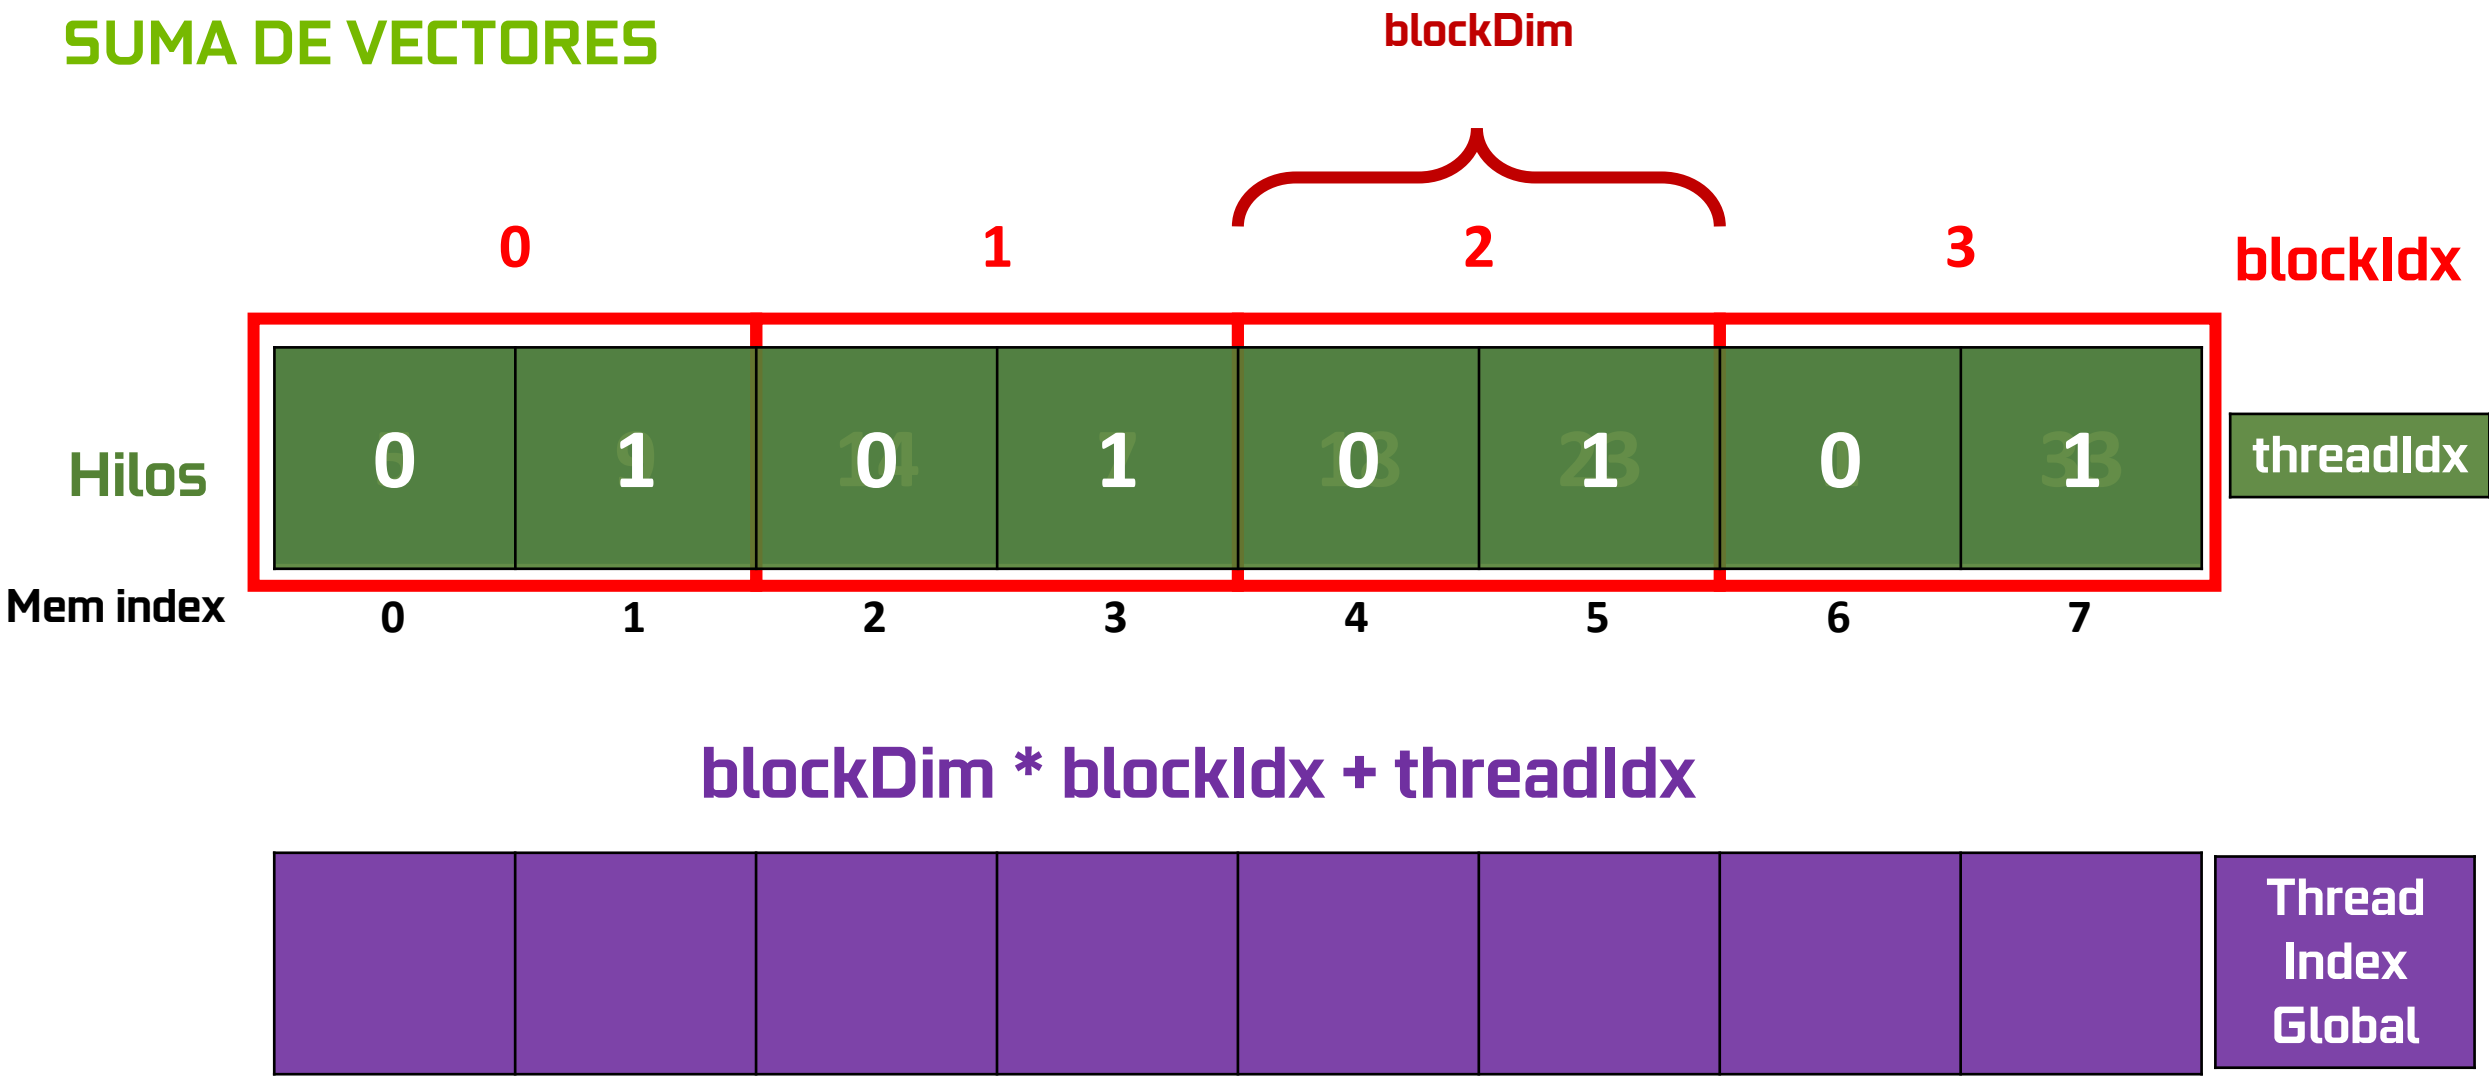 SUMA DE VECTORES
blockDim
0 1 2 3 blockIdx
Hilos 0 1 0 1 0 1 0 1 threadIdx
Mem index 0 1 2 3 4 5 6 7
blockDim * blockIdx + threadIdx
Thread
Index
Global